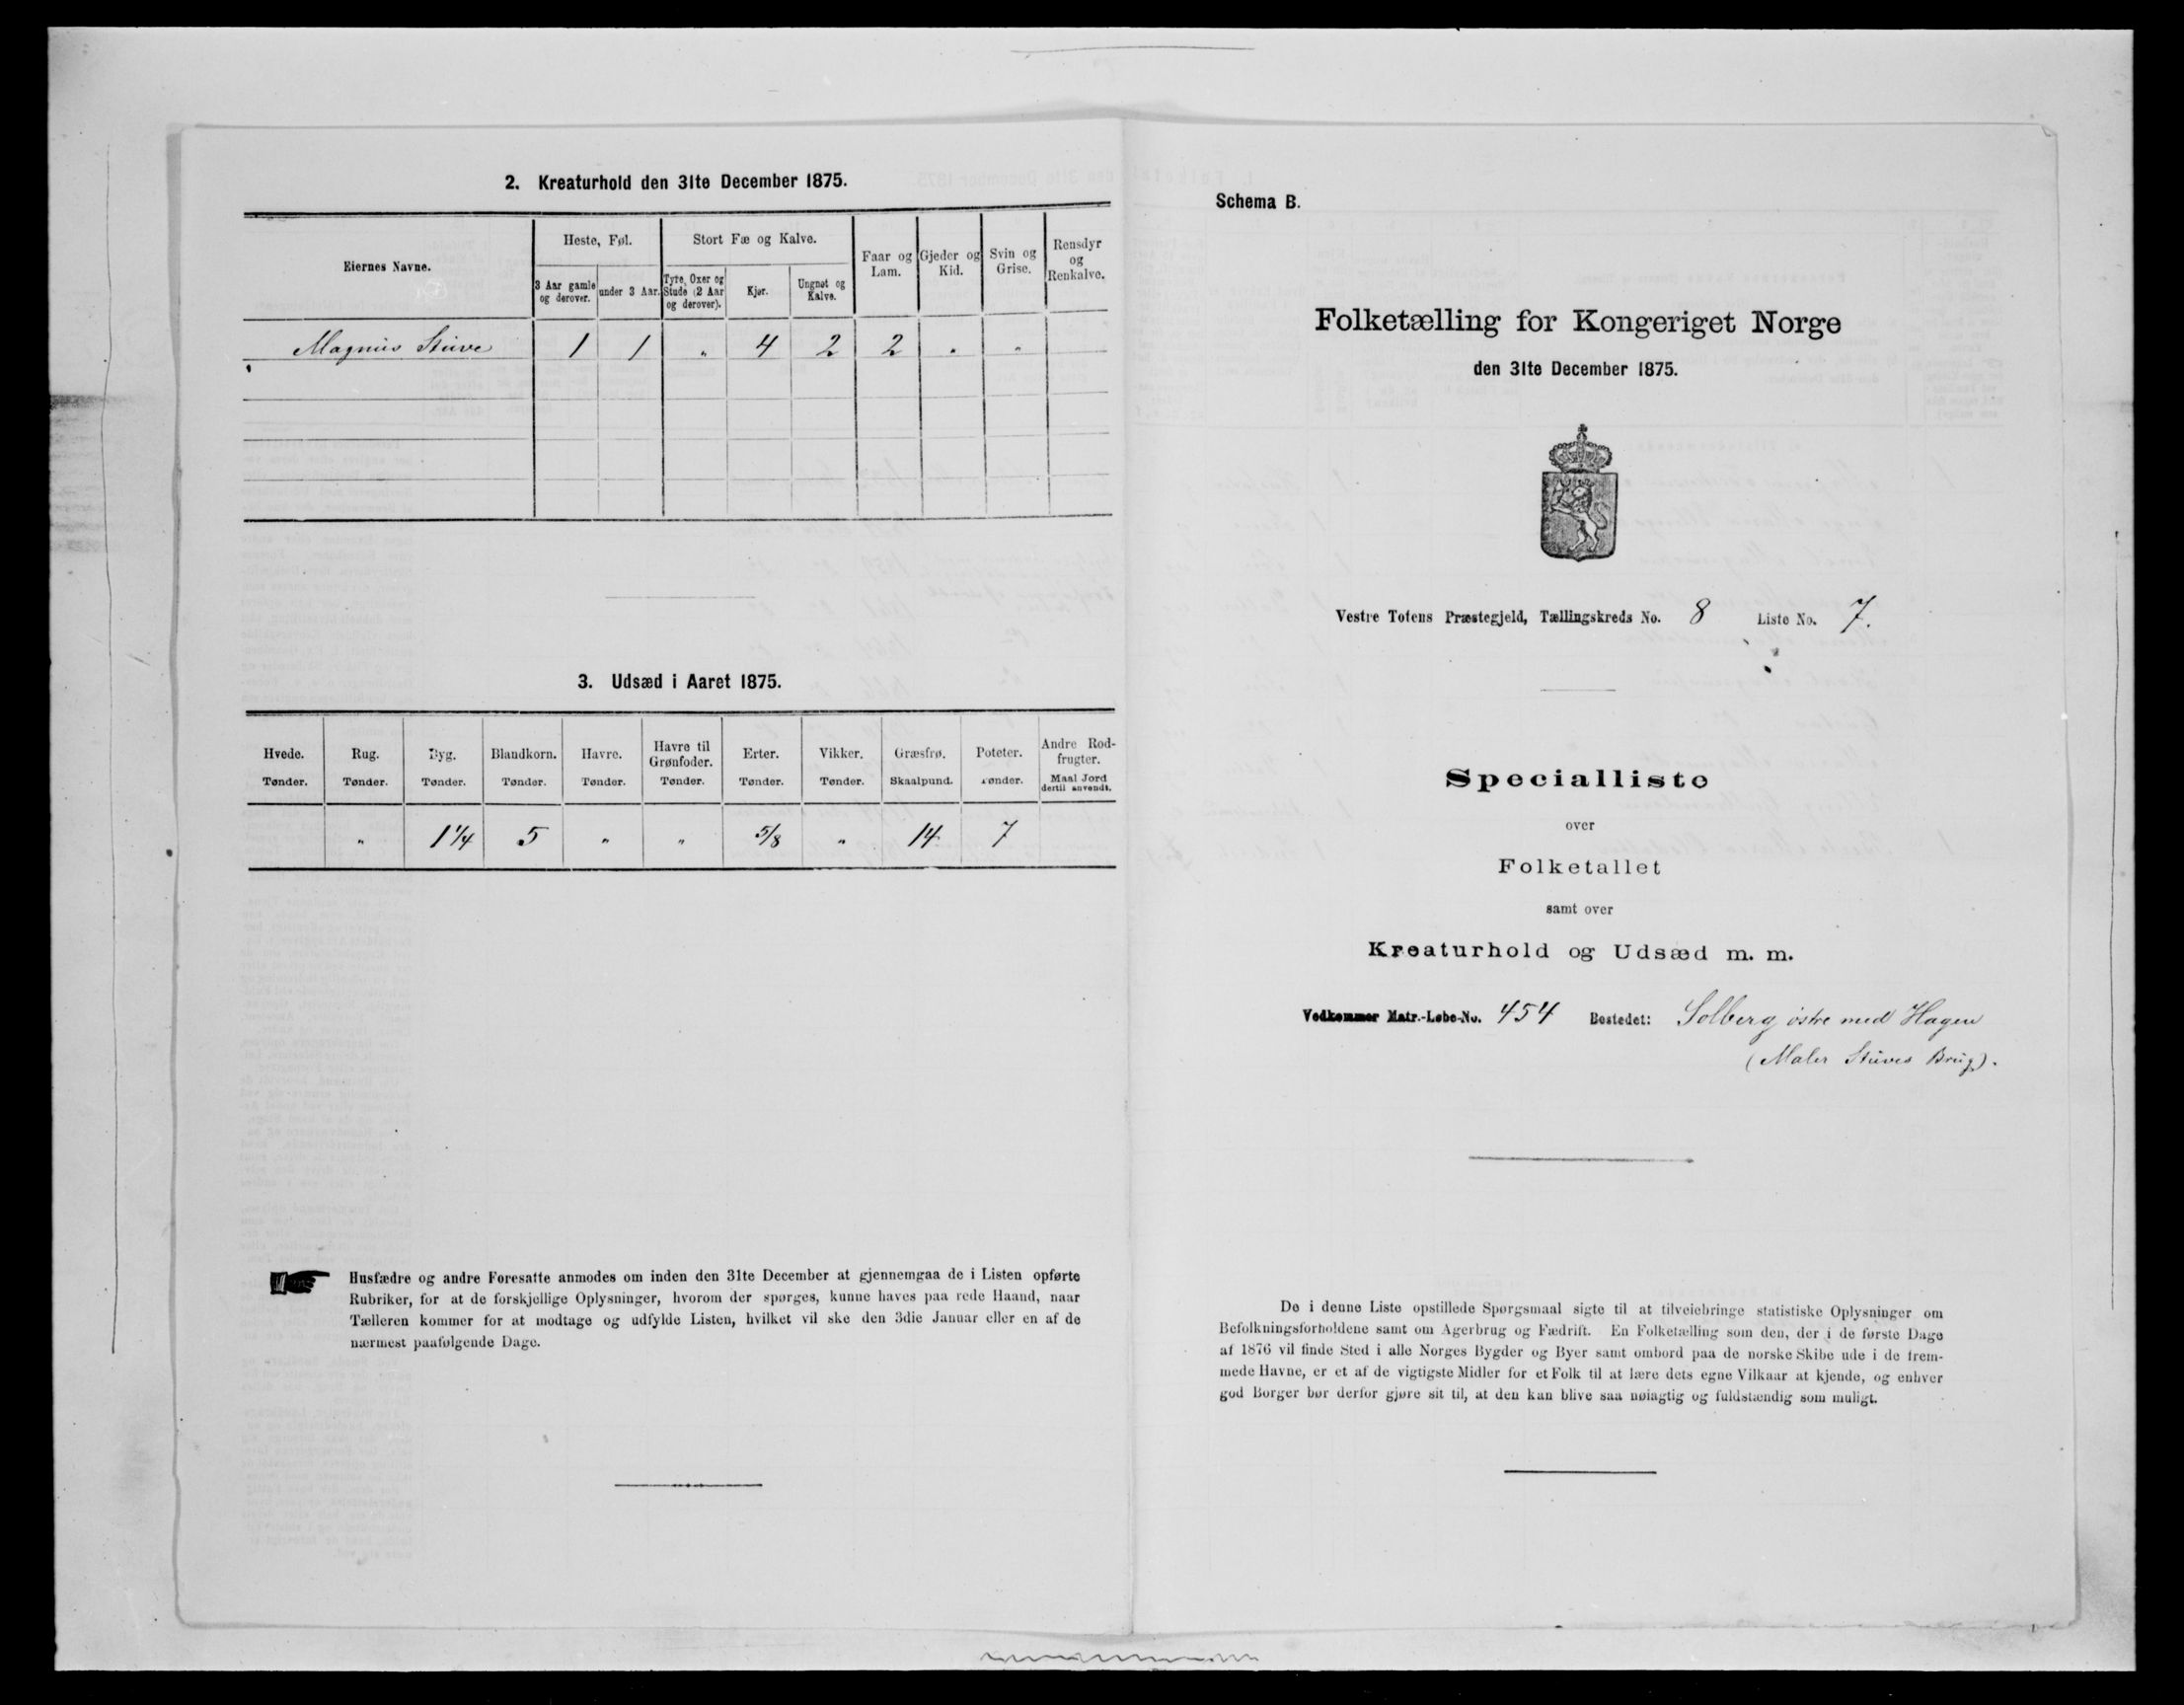 2. Kreaturhold den 31te December 1875.
Eiernes Navne.
Heste, Føl.
Stort Fæ og Kalve.
Faar og Lam.
Gjeder og Kid.
Svin og Grise.
Rensdyr og Renkalve.
3 Aar gamle og derover.
under 3 Aar.
Tyre, Oxer og Stude (2 Aar og derover).
Kjør.
Ungnøt og Kalve.
Magnus Stuve 1 1 " 4 2 2 " "
3. Udsæd i Aaret 1875.
Hvede. Rug. Byg. Blandkorn. Havre. Havre til Grønfoder. Erter. Vikker. Græsfrø. Poteter. Andre Rodfrugter.
Tønder. Tønder. Tønder. Tønder. Tønder. Tønder. Tønder. Tønder. Skaalpund. Tønder. Maal Jord dertil anvendt.
" 1 1/4 5 " " 5/8 " 14 7
Husfædre og andre Foresatte anmodes om inden den 31te December at gjennemgaa de i Listen opførte
Rubriker, for at de forskjellige Oplysninger, hvorom der spørges, kunne haves paa rede Haand, naar
Tælleren kommer for at modtage og udfylde Listen, hvilket vil ske den 3die Januar eller en af de
nærmest paafølgende Dage.
Schema B.
Folketælling for Kongeriget Norge
den 31te December 1875.
Vestre Totens Præstegjeld, Tællingskreds No. 8 Liste No. 7.
Specialliste
over
Folketallet
samt over
Kreaturhold og Udsæd m. m.
Vedkommer Matr.-Løbe-No. 454 Bostedet: Solberg østre med Hagen
(Maler Stuves Brug).
De i denne Liste opstillede Spørgsmaal sigte til at tilveiebringe statistiske Oplysninger om
Befolkningsforholdene samt om Agerbrug og Fædrift. En Folketælling som den, der i de første Dage
af 1876 vil finde Sted i alle Norges Bygder og Byer samt ombord paa de norske Skibe ude i de frem-
mede Havne, er et af de vigtigste Midler for et Folk til at lære dets egne Vilkaar at kjende, og enhver
god Borger bør derfor gjøre sit til, at den kan blive saa nøiagtig og fuldstændig som muligt.